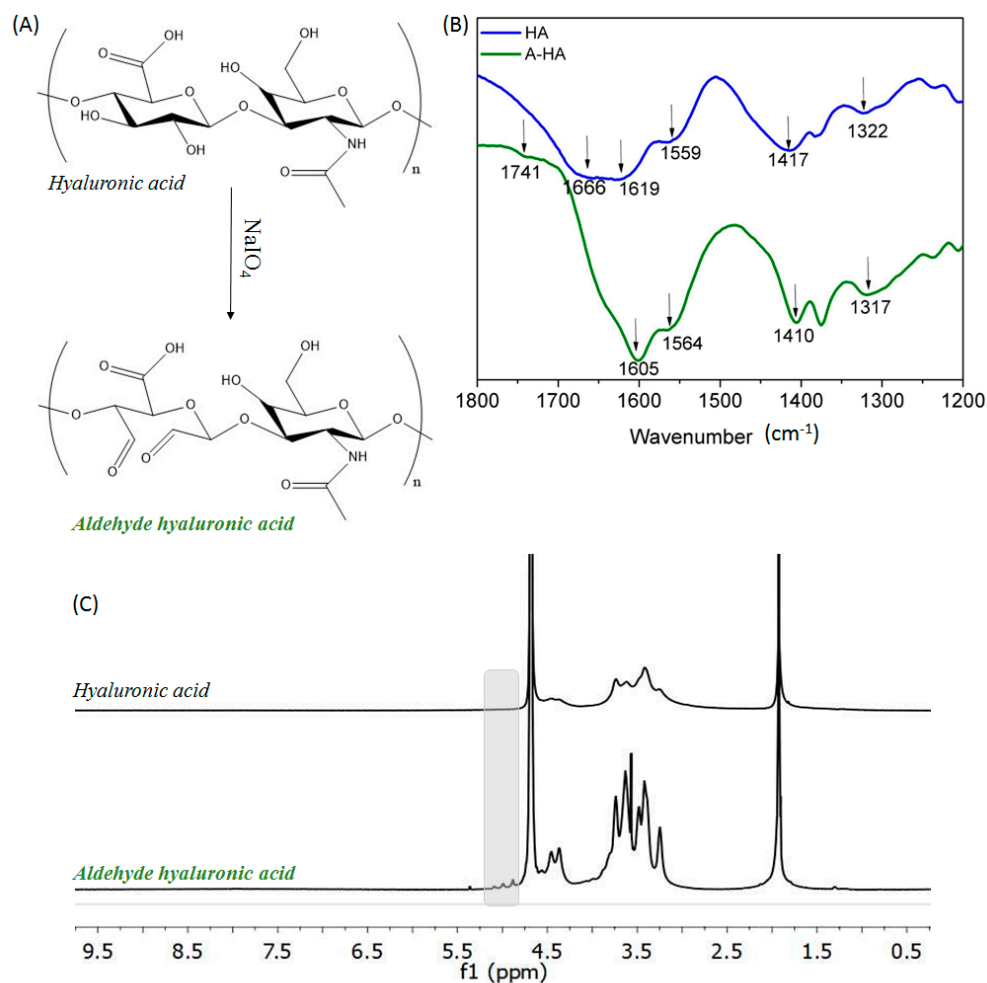 (A)
OH
O
OH
HO
O
O
HO
OH
O
O
O
NH
O
n
Hyaluronic acid
NaIO4
OH
O
OH
HO
O
O
O
O
O
O
O
NH
O
n
Aldehyde hyaluronic acid
(B)
HA
A-HA
1741
1666
1619
1559
1417
1322
1605
1564
1410
1317
1800 1700 1600 1500 1400 1300 1200
Wavenumber (cm-1)
(C)
Hyaluronic acid
Aldehyde hyaluronic acid
9.5 8.5 7.5 6.5 5.5 4.5 3.5 2.5 1.5 0.5
f1 (ppm)